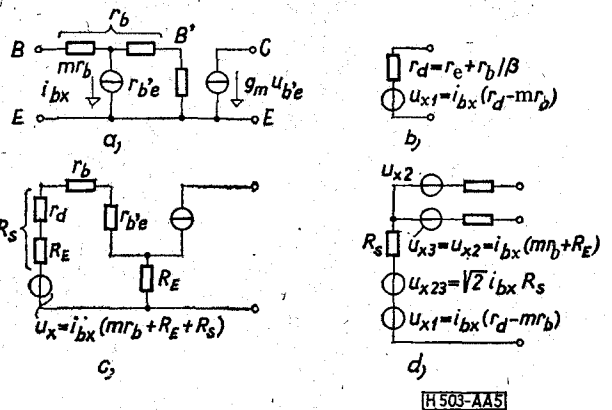 r_b
B
B'
C
mr_b
i_bx
r_b'e
g_m u_b'e
E
E
a,
r_d=r_e+r_b/β
u_x1=i_bx(r_d-mr_b)
b,
r_b
R_s
r_d
R_E
r_b'e
R_E
u_x=i_bx(mr_b+R_E+R_s)
c,
u_x2
u_x3=u_x2=i_bx(mr_b+R_E)
R_s
u_x23=√2 i_bx R_s
u_x1=i_bx(r_d-mr_b)
d,
H 503-AA5